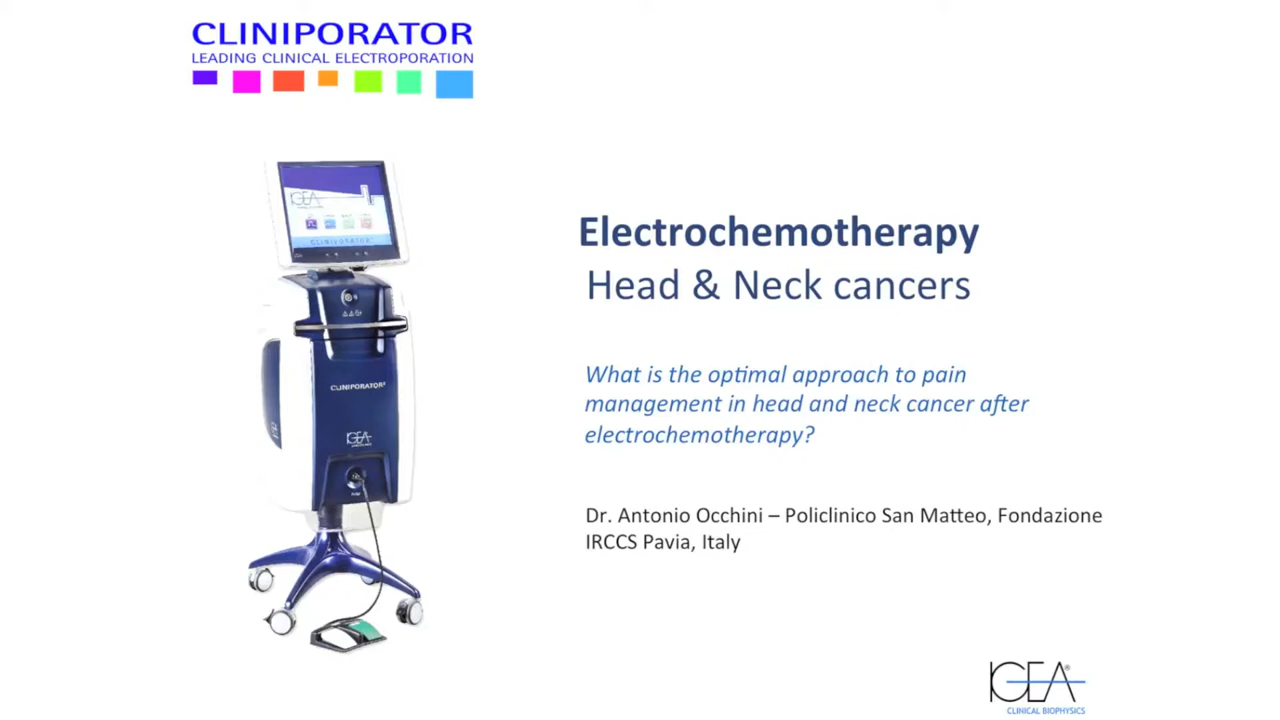 CLINIPORATOR
LEADING CLINICAL ELECTROPORATION
IGEA
CLINIPORATOR
CLINIPORATOR²
IGEA
Electrochemotherapy
Head & Neck cancers
What is the optimal approach to pain
management in head and neck cancer after
electrochemotherapy?
Dr. Antonio Occhini – Policlinico San Matteo, Fondazione
IRCCS Pavia, Italy
IGEA®
CLINICAL BIOPHYSICS